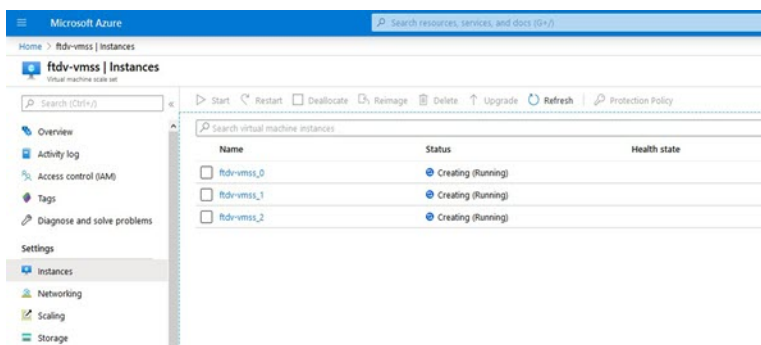 Microsoft Azure
Search resources, services, and docs (G+/)
Home > ftdv-vmss | Instances
ftdv-vmss | Instances
Virtual machine scale set
Search (Ctrl+/)
«
Start Restart Deallocate Reimage Delete Upgrade Refresh Protection Policy
Overview
Activity log
Access control (IAM)
Tags
Diagnose and solve problems
Settings
Instances
Networking
Scaling
Storage
Search virtual machine instances
Name Status Health state
ftdv-vmss_0 Creating (Running)
ftdv-vmss_1 Creating (Running)
ftdv-vmss_2 Creating (Running)